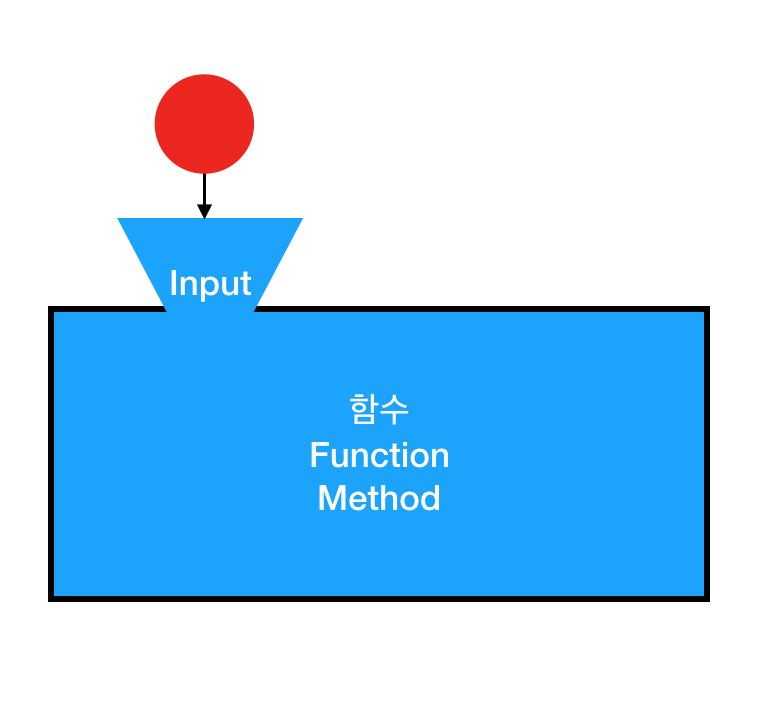 Input
함수
Function
Method